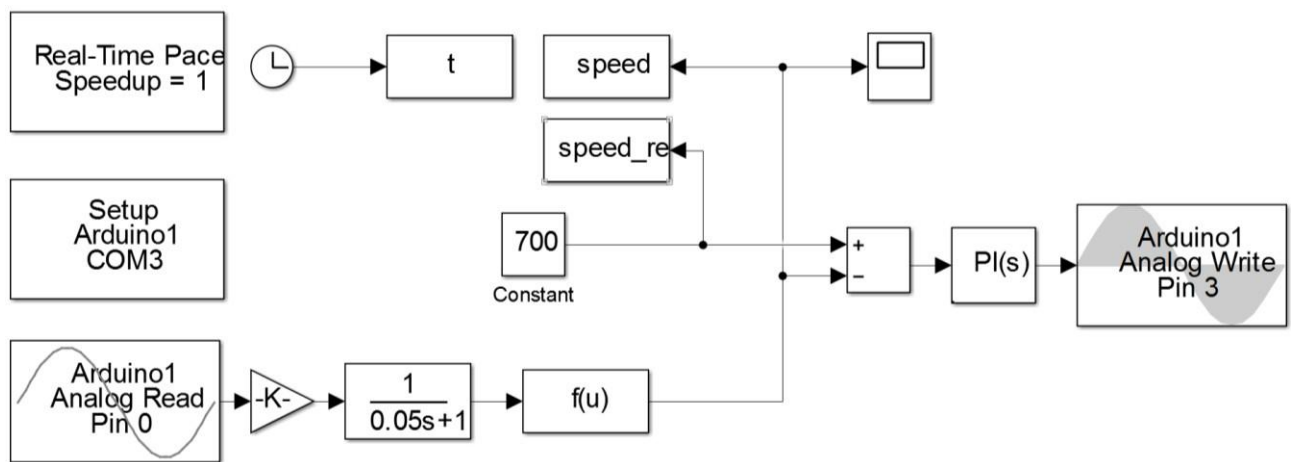 Real-Time Pace
Speedup = 1
t
speed
speed_re
Setup
Arduino1
COM3
700
Constant
+
−
PI(s)
Arduino1
Analog Write
Pin 3
Arduino1
Analog Read
Pin 0
-K-
1
0.05s+1
f(u)